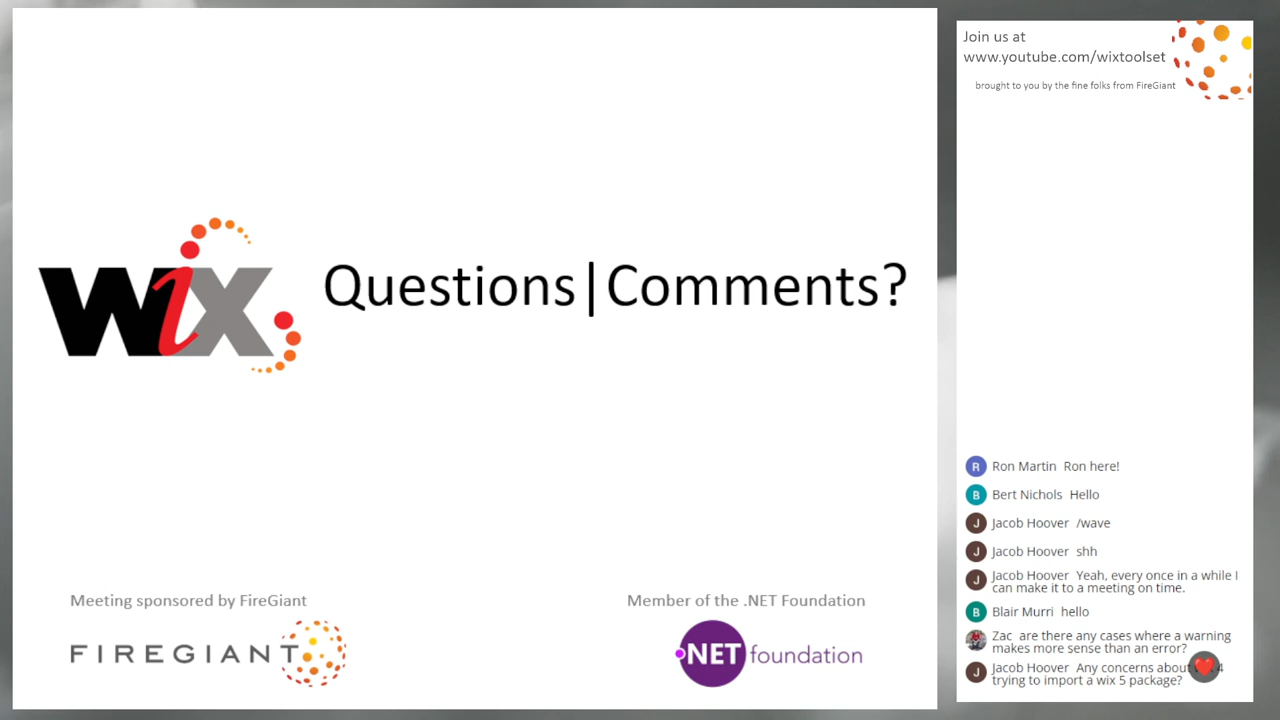 WiX
Questions|Comments?
Meeting sponsored by FireGiant
FIREGIANT
Member of the .NET Foundation
.NET foundation
Join us at
www.youtube.com/wixtoolset
brought to you by the fine folks from FireGiant
R Ron Martin Ron here!
B Bert Nichols Hello
J Jacob Hoover /wave
J Jacob Hoover shh
J Jacob Hoover Yeah, every once in a while I
can make it to a meeting on time.
B Blair Murri hello
Zac are there any cases where a warning
makes more sense than an error?
J Jacob Hoover Any concerns about 4
trying to import a wix 5 package?